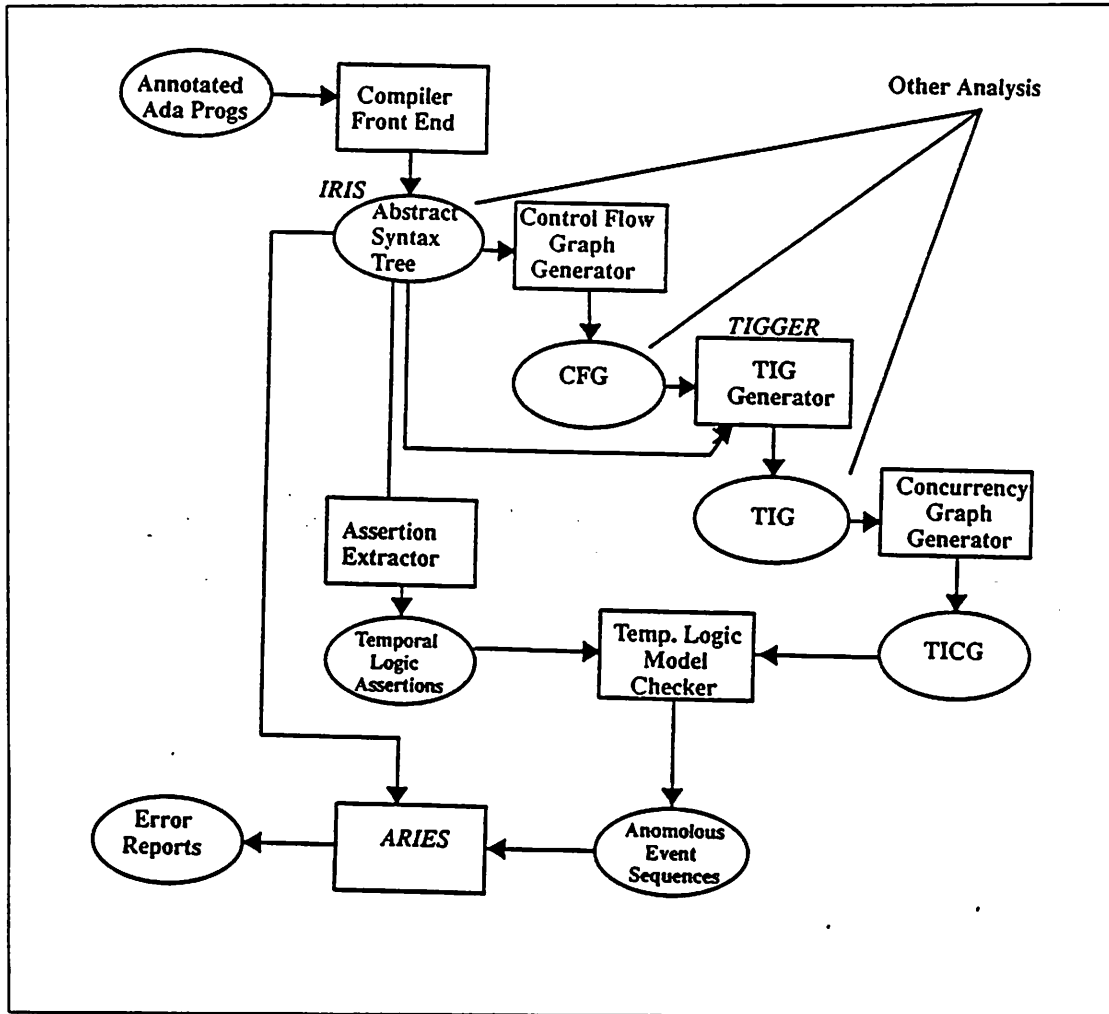 Annotated
Ada Progs
Compiler
Front End
Other Analysis
IRIS
Abstract
Syntax
Tree
Control Flow
Graph
Generator
TIGGER
CFG
TIG
Generator
TIG
Concurrency
Graph
Generator
Assertion
Extractor
Temporal
Logic
Assertions
Temp. Logic
Model
Checker
TICG
Error
Reports
ARIES
Anomolous
Event
Sequences